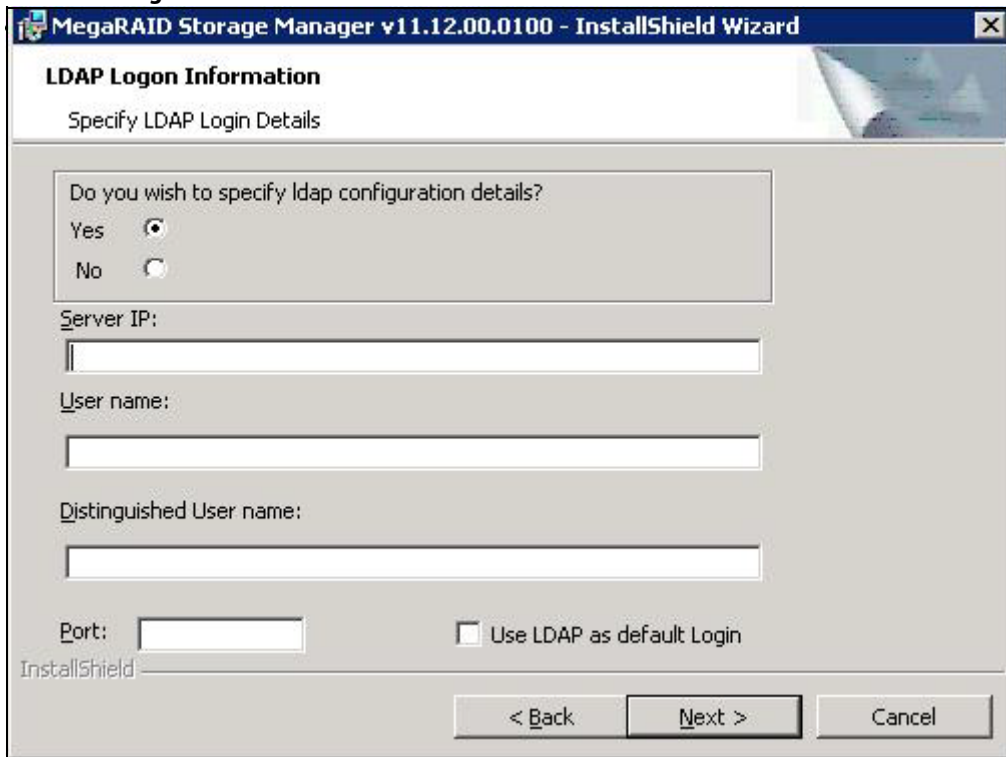 MegaRAID Storage Manager v11.12.00.0100 - InstallShield Wizard
LDAP Logon Information
Specify LDAP Login Details
Do you wish to specify ldap configuration details?
Yes
No
Server IP:
User name:
Distinguished User name:
Port:
Use LDAP as default Login
InstallShield
< Back
Next >
Cancel